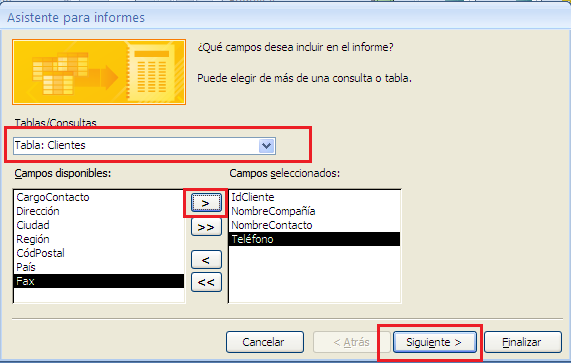 Asistente para informes
¿Qué campos desea incluir en el informe?
Puede elegir de más de una consulta o tabla.
Tablas/Consultas
Tabla: Clientes
Campos disponibles:
Campos seleccionados:
CargoContacto
Dirección
Ciudad
Región
CódPostal
País
Fax
>
>>
<
<<
IdCliente
NombreCompañía
NombreContacto
Teléfono
Cancelar
< Atrás
Siguiente >
Finalizar